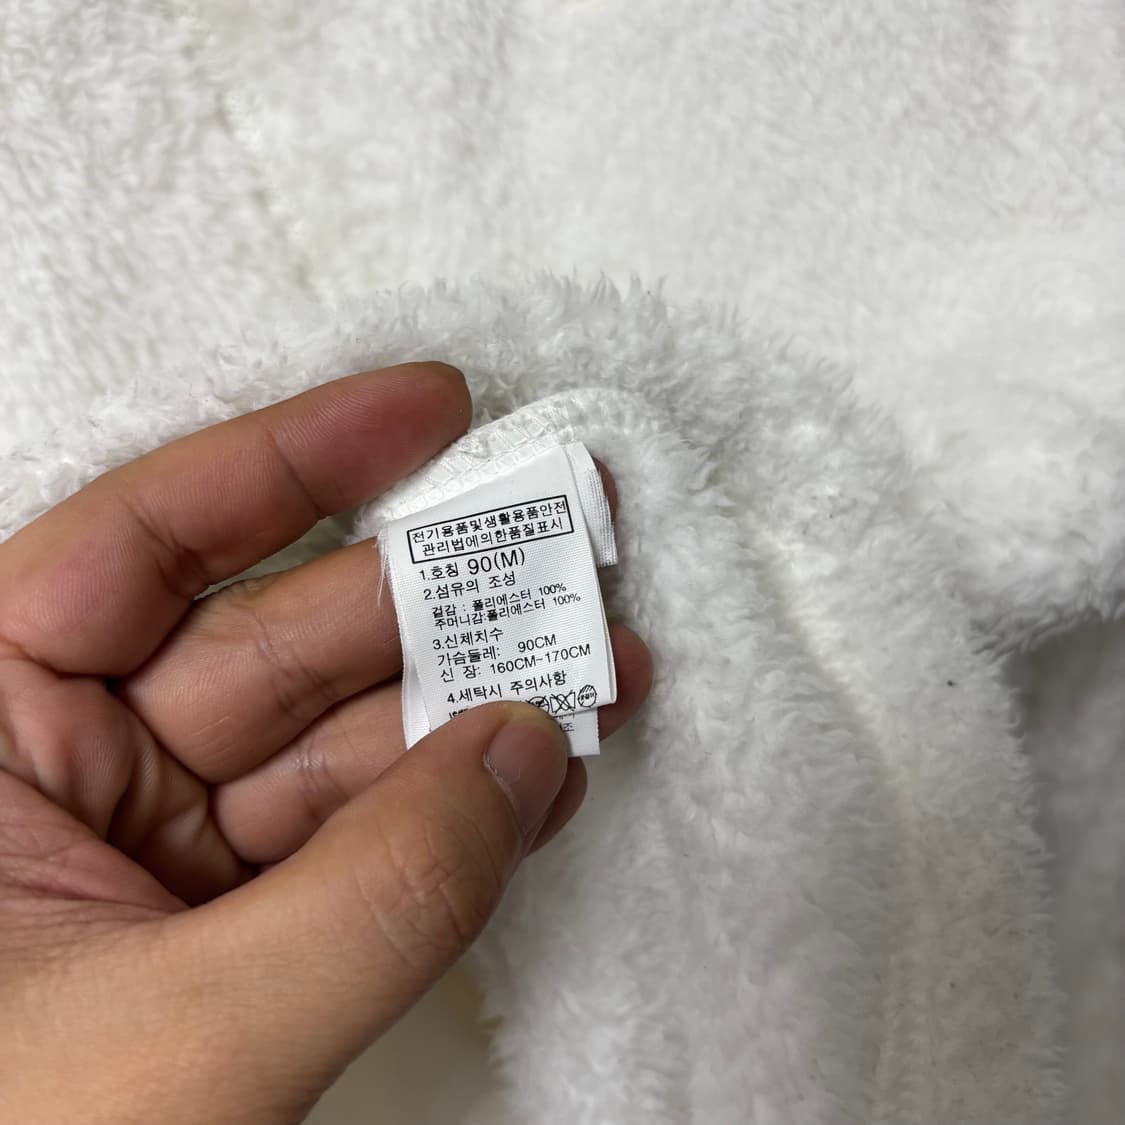 전기용품및생활용품안전
관리법에의한품질표시
1.호칭 90(M)
2.섬유의 조성
겉감 : 폴리에스터 100%
주머니감:폴리에스터 100%
3.신체치수
가슴둘레: 90CM
신 장: 160CM~170CM
4.세탁시 주의사항